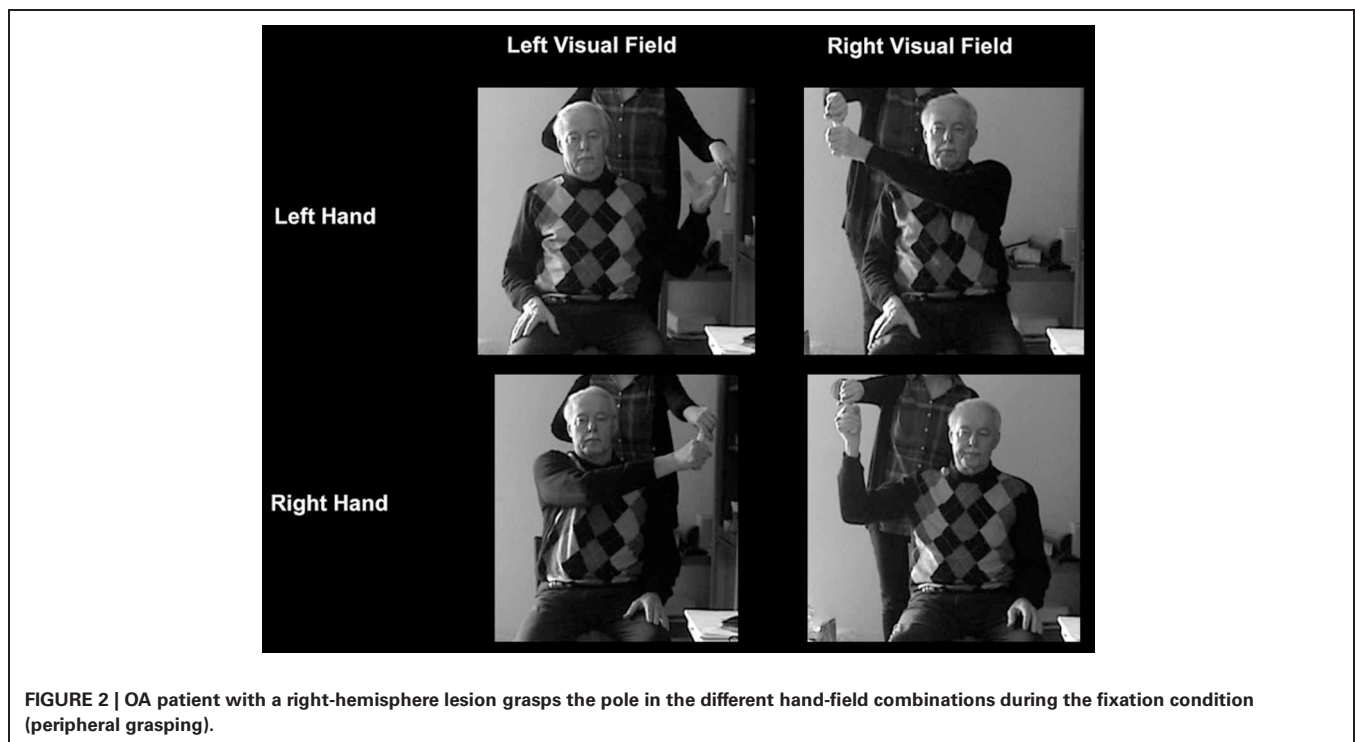 Left Visual Field
Right Visual Field
Left Hand
Right Hand
FIGURE 2 | OA patient with a right-hemisphere lesion grasps the pole in the different hand-field combinations during the fixation condition
(peripheral grasping).